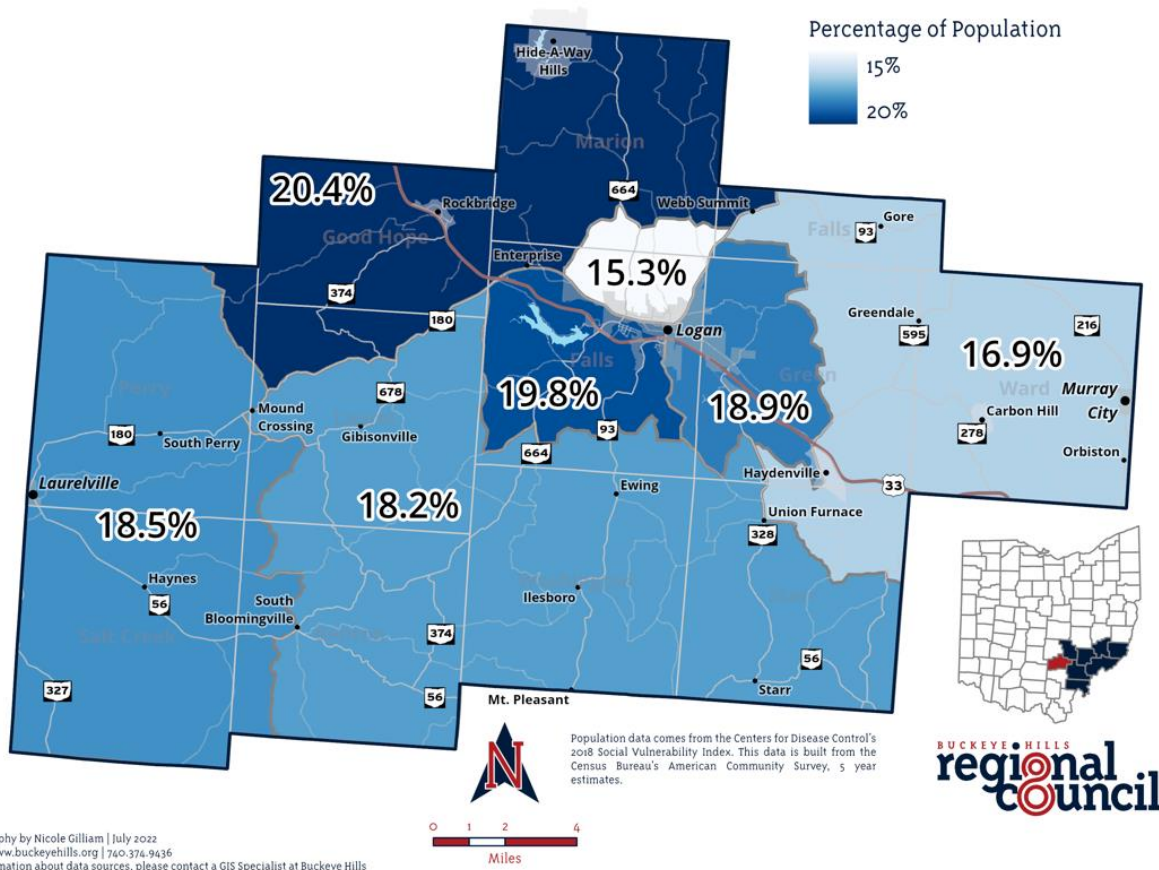 Percentage of Population
15%
20%
Hide-A-Way
Hills
Marion
664
Webb Summit
20.4%
Rockbridge
Good Hope
Enterprise
15.3%
Falls
93
Gore
374
180
Logan
Greendale
595
216
16.9%
Ward
Murray
City
Falls
Green
19.8%
18.9%
Perry
678
Mound
Crossing
Gibisonville
180
South Perry
Carbon Hill
278
Orbiston
93
664
Laurelville
Haydenville
33
Ewing
18.5%
18.2%
Union Furnace
328
Haynes
56
Ilesboro
South
Bloomingville
Salt Creek
374
56
327
56
Starr
Mt. Pleasant
N
Population data comes from the Centers for Disease Control's
2018 Social Vulnerability Index. This data is built from the
Census Bureau's American Community Survey, 5 year
estimates.
BUCKEYE HILLS
regional
council
0 1 2 4
Miles
by Nicole Gilliam | July 2022
www.buckeyehills.org | 740.374.9436
about data sources, please contact a GIS Specialist at Buckeye Hills